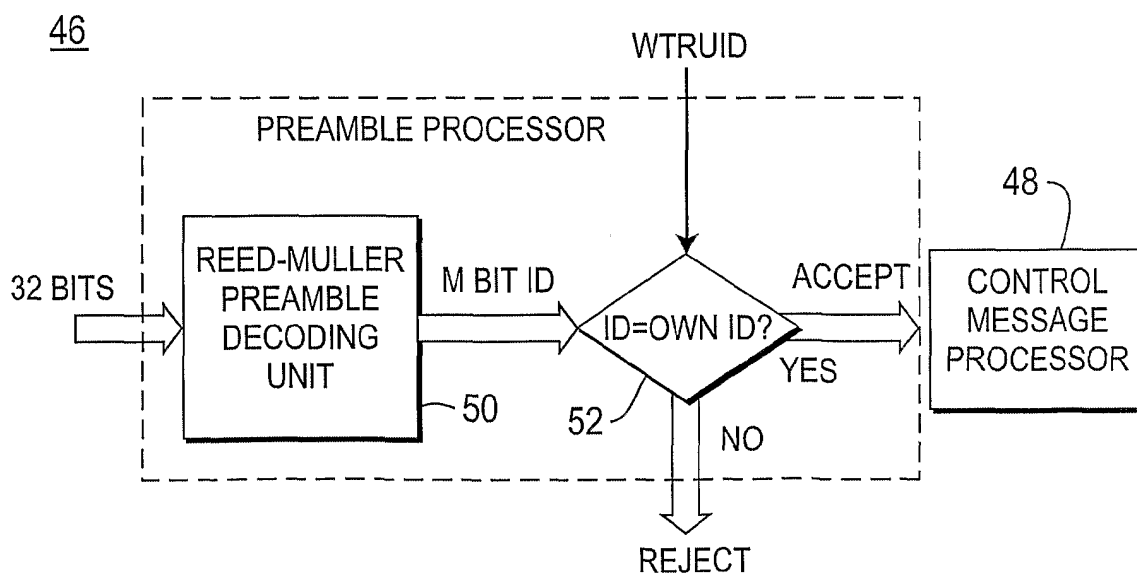 46
WTRUID
PREAMBLE PROCESSOR
48
32 BITS
REED-MULLER
PREAMBLE
DECODING
UNIT
50
M BIT ID
ID=OWN ID?
52
ACCEPT
YES
NO
REJECT
CONTROL
MESSAGE
PROCESSOR